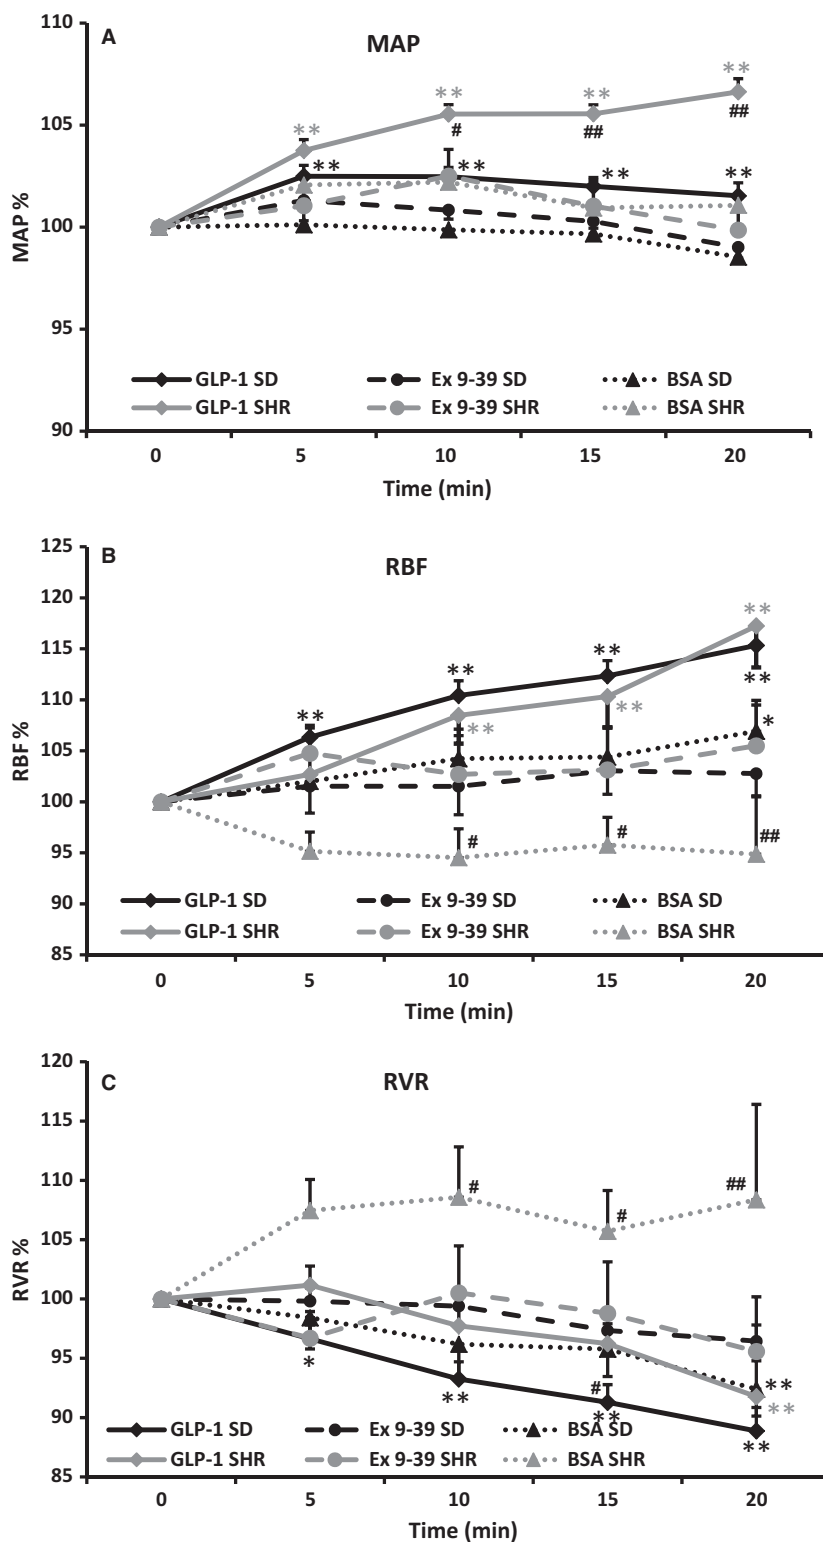 A
MAP
110
105
100
95
90
MAP %
**
**
**
**
**
#
##
##
**
**
**
**
GLP-1 SD Ex 9-39 SD BSA SD
GLP-1 SHR Ex 9-39 SHR BSA SHR
0 5 10 15 20
Time (min)
B
RBF
125
120
115
110
105
100
95
90
85
RBF %
**
**
**
**
**
**
**
*
#
#
##
GLP-1 SD Ex 9-39 SD BSA SD
GLP-1 SHR Ex 9-39 SHR BSA SHR
0 5 10 15 20
Time (min)
C
RVR
120
115
110
105
100
95
90
85
RVR %
#
#
##
*
**
#
**
**
**
**
GLP-1 SD Ex 9-39 SD BSA SD
GLP-1 SHR Ex 9-39 SHR BSA SHR
0 5 10 15 20
Time (min)